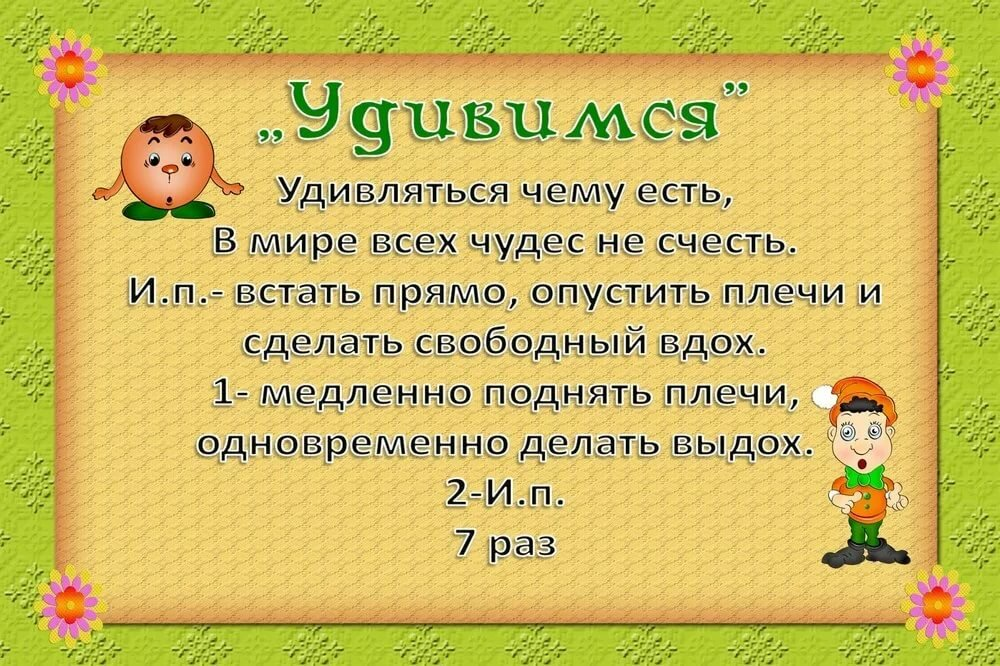 „Удивимся”
Удивляться чему есть,
В мире всех чудес не счесть.
И.п.- встать прямо, опустить плечи и
сделать свободный вдох.
1- медленно поднять плечи,
одновременно делать выдох.
2-И.п.
7 раз